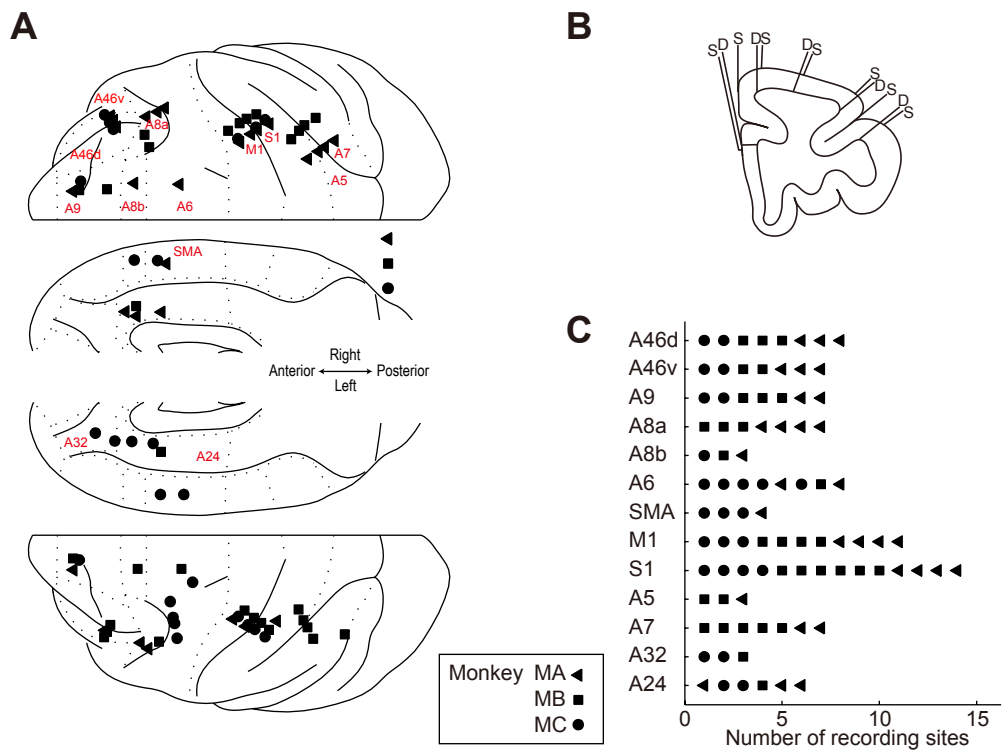 A
A46v
A8a
A46d
S1
M1
A7
A5
A9
A8b
A6
SMA
Right
Anterior Posterior
Left
A32
A24
Monkey MA
MB
MC
B
S D S D S D S S D S D S
C
A46d
A46v
A9
A8a
A8b
A6
SMA
M1
S1
A5
A7
A32
A24
0 5 10 15
Number of recording sites